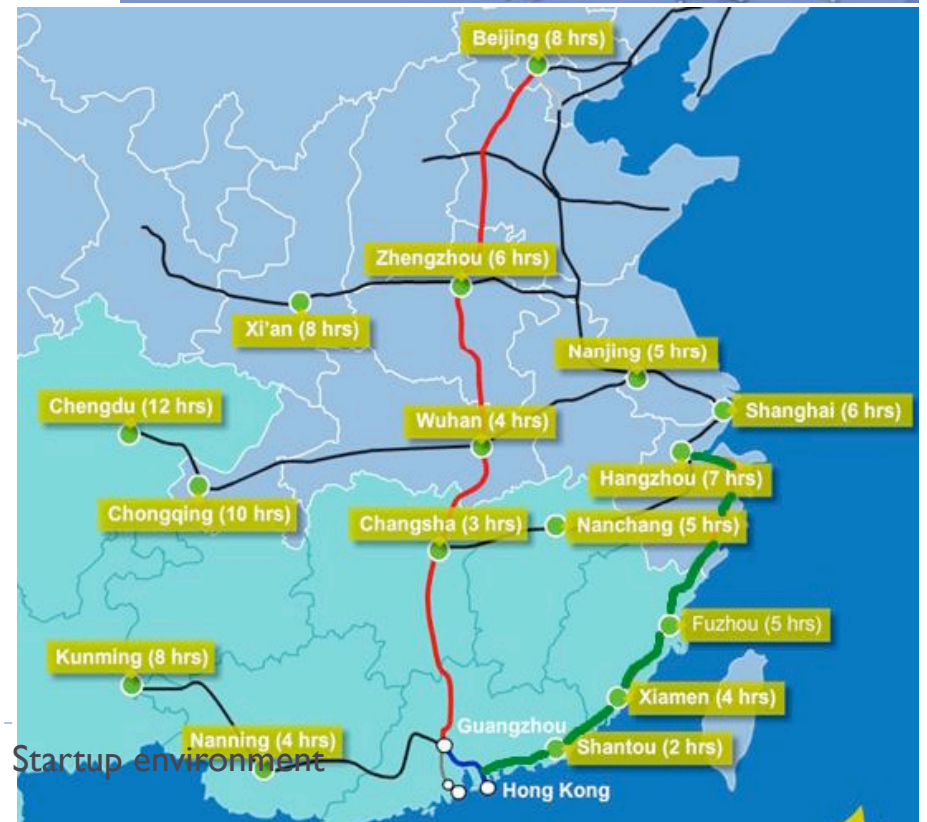 Beijing (8 hrs)
Zhengzhou (6 hrs)
Xi'an (8 hrs)
Nanjing (5 hrs)
Chengdu (12 hrs)
Wuhan (4 hrs)
Shanghai (6 hrs)
Hangzhou (7 hrs)
Chongqing (10 hrs)
Changsha (3 hrs)
Nanchang (5 hrs)
Fuzhou (5 hrs)
Kunming (8 hrs)
Xiamen (4 hrs)
Guangzhou
Nanning (4 hrs)
Shantou (2 hrs)
Startup environment
Hong Kong